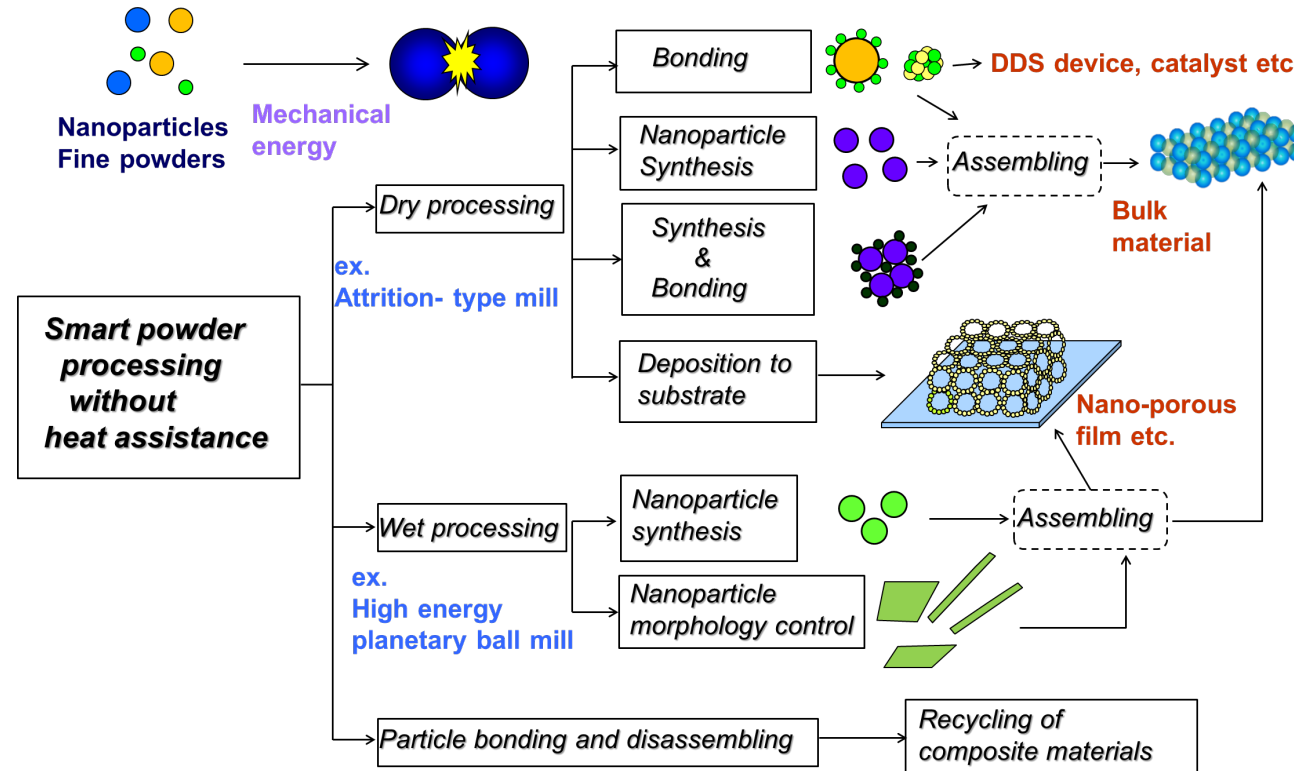 Nanoparticles
Fine powders
Mechanical
energy
Bonding
DDS device, catalyst etc
Nanoparticle
Synthesis
Assembling
Bulk
material
Dry processing
Synthesis
&
Bonding
ex.
Attrition- type mill
Smart powder
processing
without
heat assistance
Deposition to
substrate
Nano-porous
film etc.
Wet processing
Nanoparticle
synthesis
Assembling
ex.
High energy
planetary ball mill
Nanoparticle
morphology control
Particle bonding and disassembling
Recycling of
composite materials